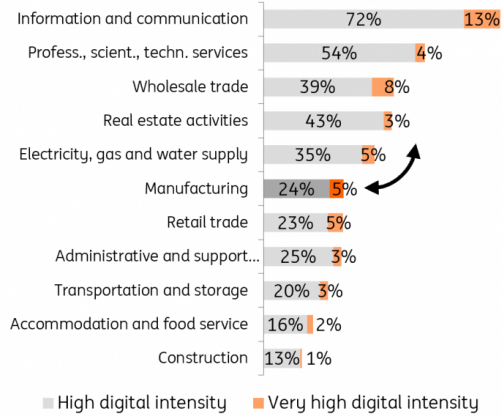 Information and communication 72% 13%
Profess., scient., techn. services 54% 4%
Wholesale trade 39% 8%
Real estate activities 43% 3%
Electricity, gas and water supply 35% 5%
Manufacturing 24% 5%
Retail trade 23% 5%
Administrative and support... 25% 3%
Transportation and storage 20% 3%
Accommodation and food service 16% 2%
Construction 13% 1%
High digital intensity Very high digital intensity